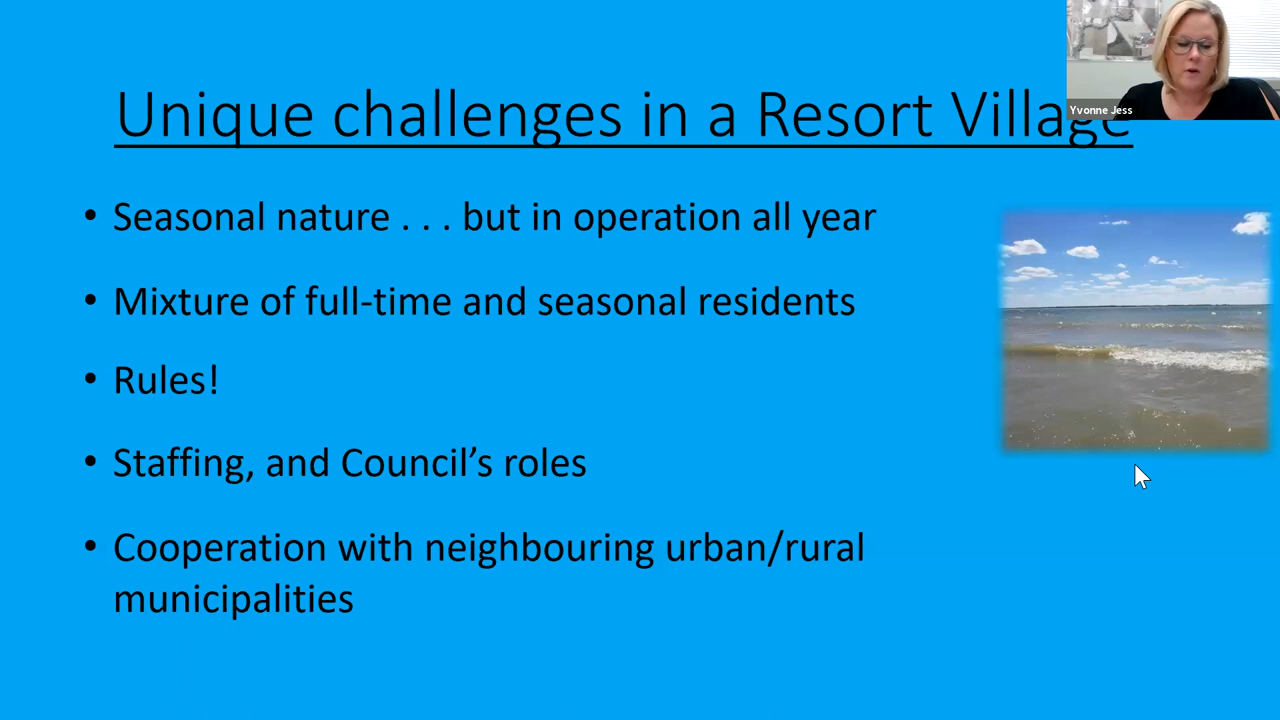 Unique challenges in a Resort Village
Yvonne Jess
• Seasonal nature . . . but in operation all year
• Mixture of full-time and seasonal residents
• Rules!
• Staffing, and Council’s roles
• Cooperation with neighbouring urban/rural
municipalities